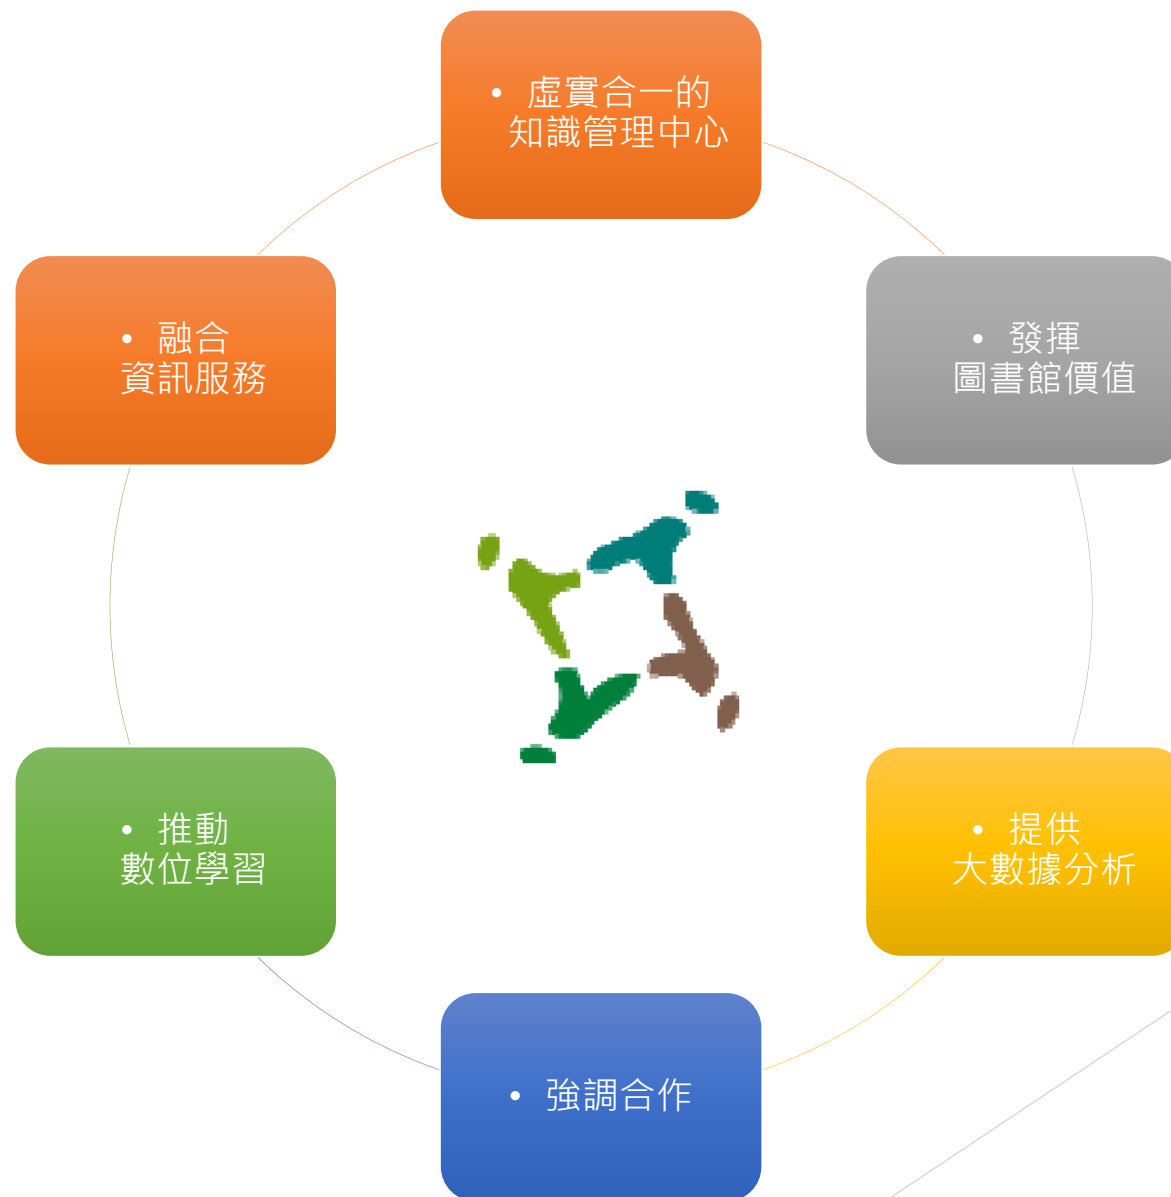 • 虛實合一的
知識管理中心
• 融合
資訊服務
• 發揮
圖書館價值
• 推動
數位學習
• 提供
大數據分析
• 強調合作